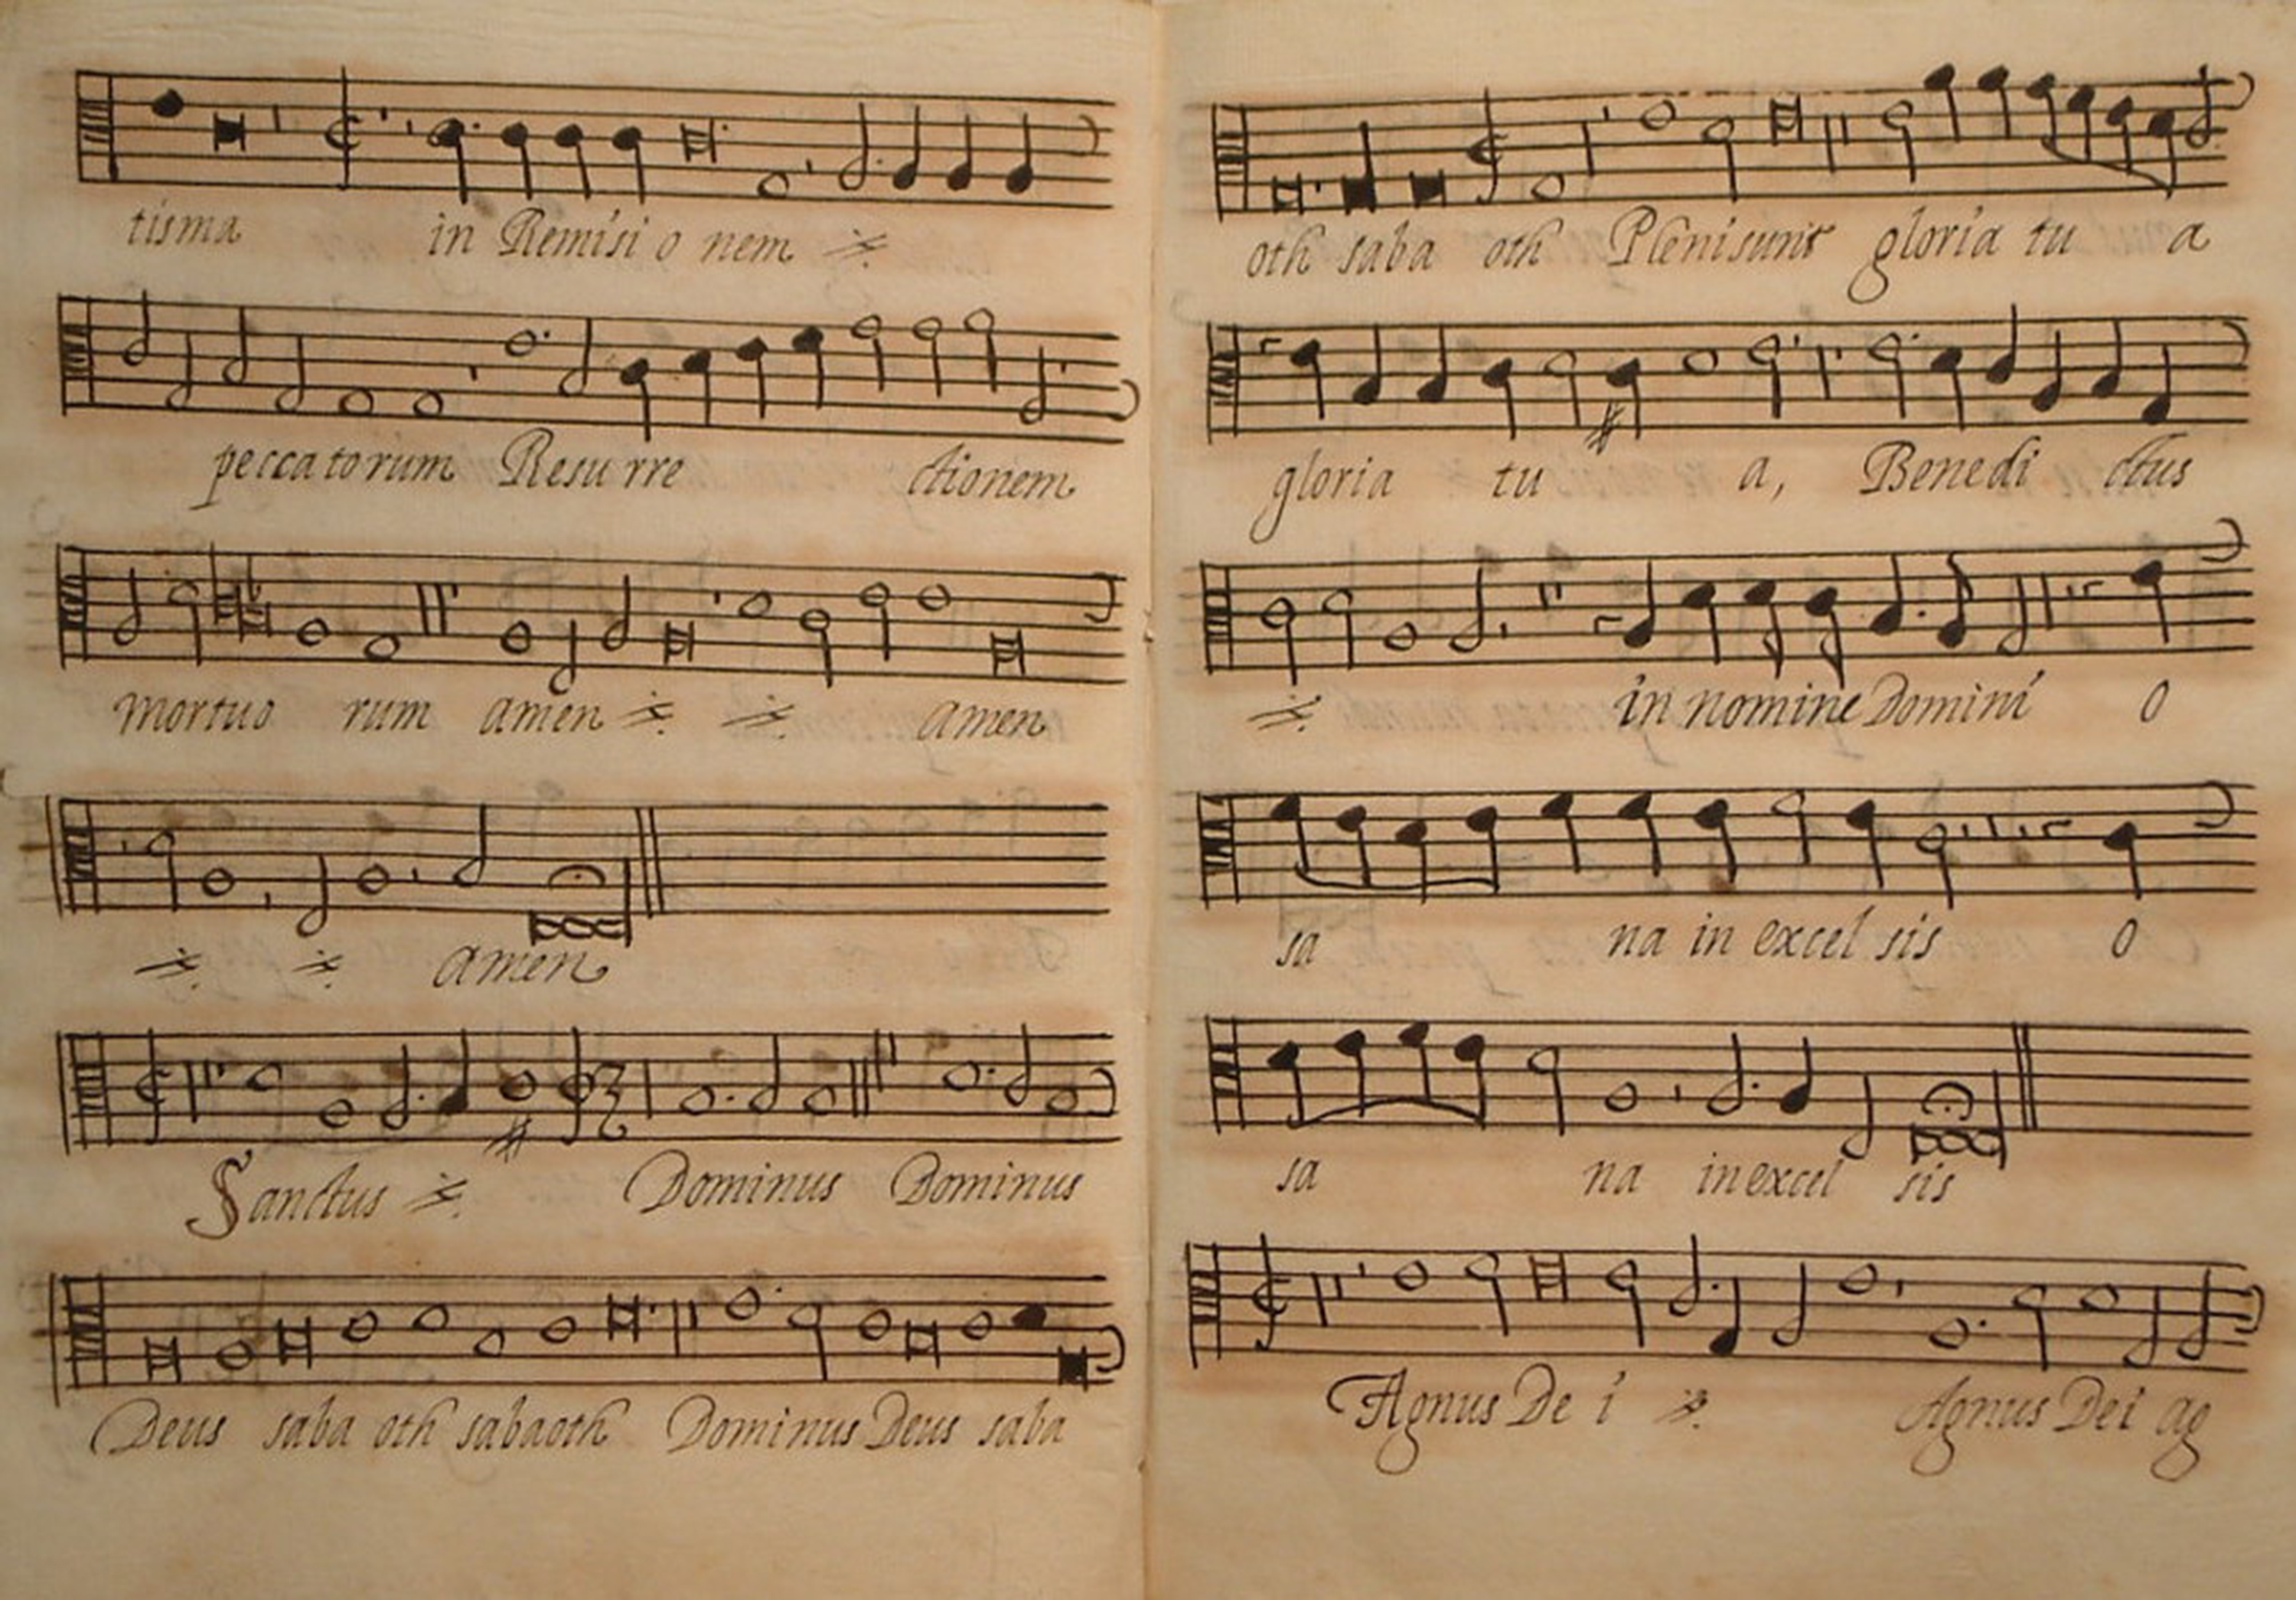 tisma in Remisi o nem
peccatorum Resu rre ctionem
mortuo rum amen amen
amen
Sanctus Dominus Dominus
Deus saba oth sabaoth Dominus Deus saba
oth saba oth Plenisunt gloria tu a
gloria tu a, Benedi ctus
in nomine Domini O
sa na in excel sis O
sa na in excel sis
Agnus De i Agnus Dei ag